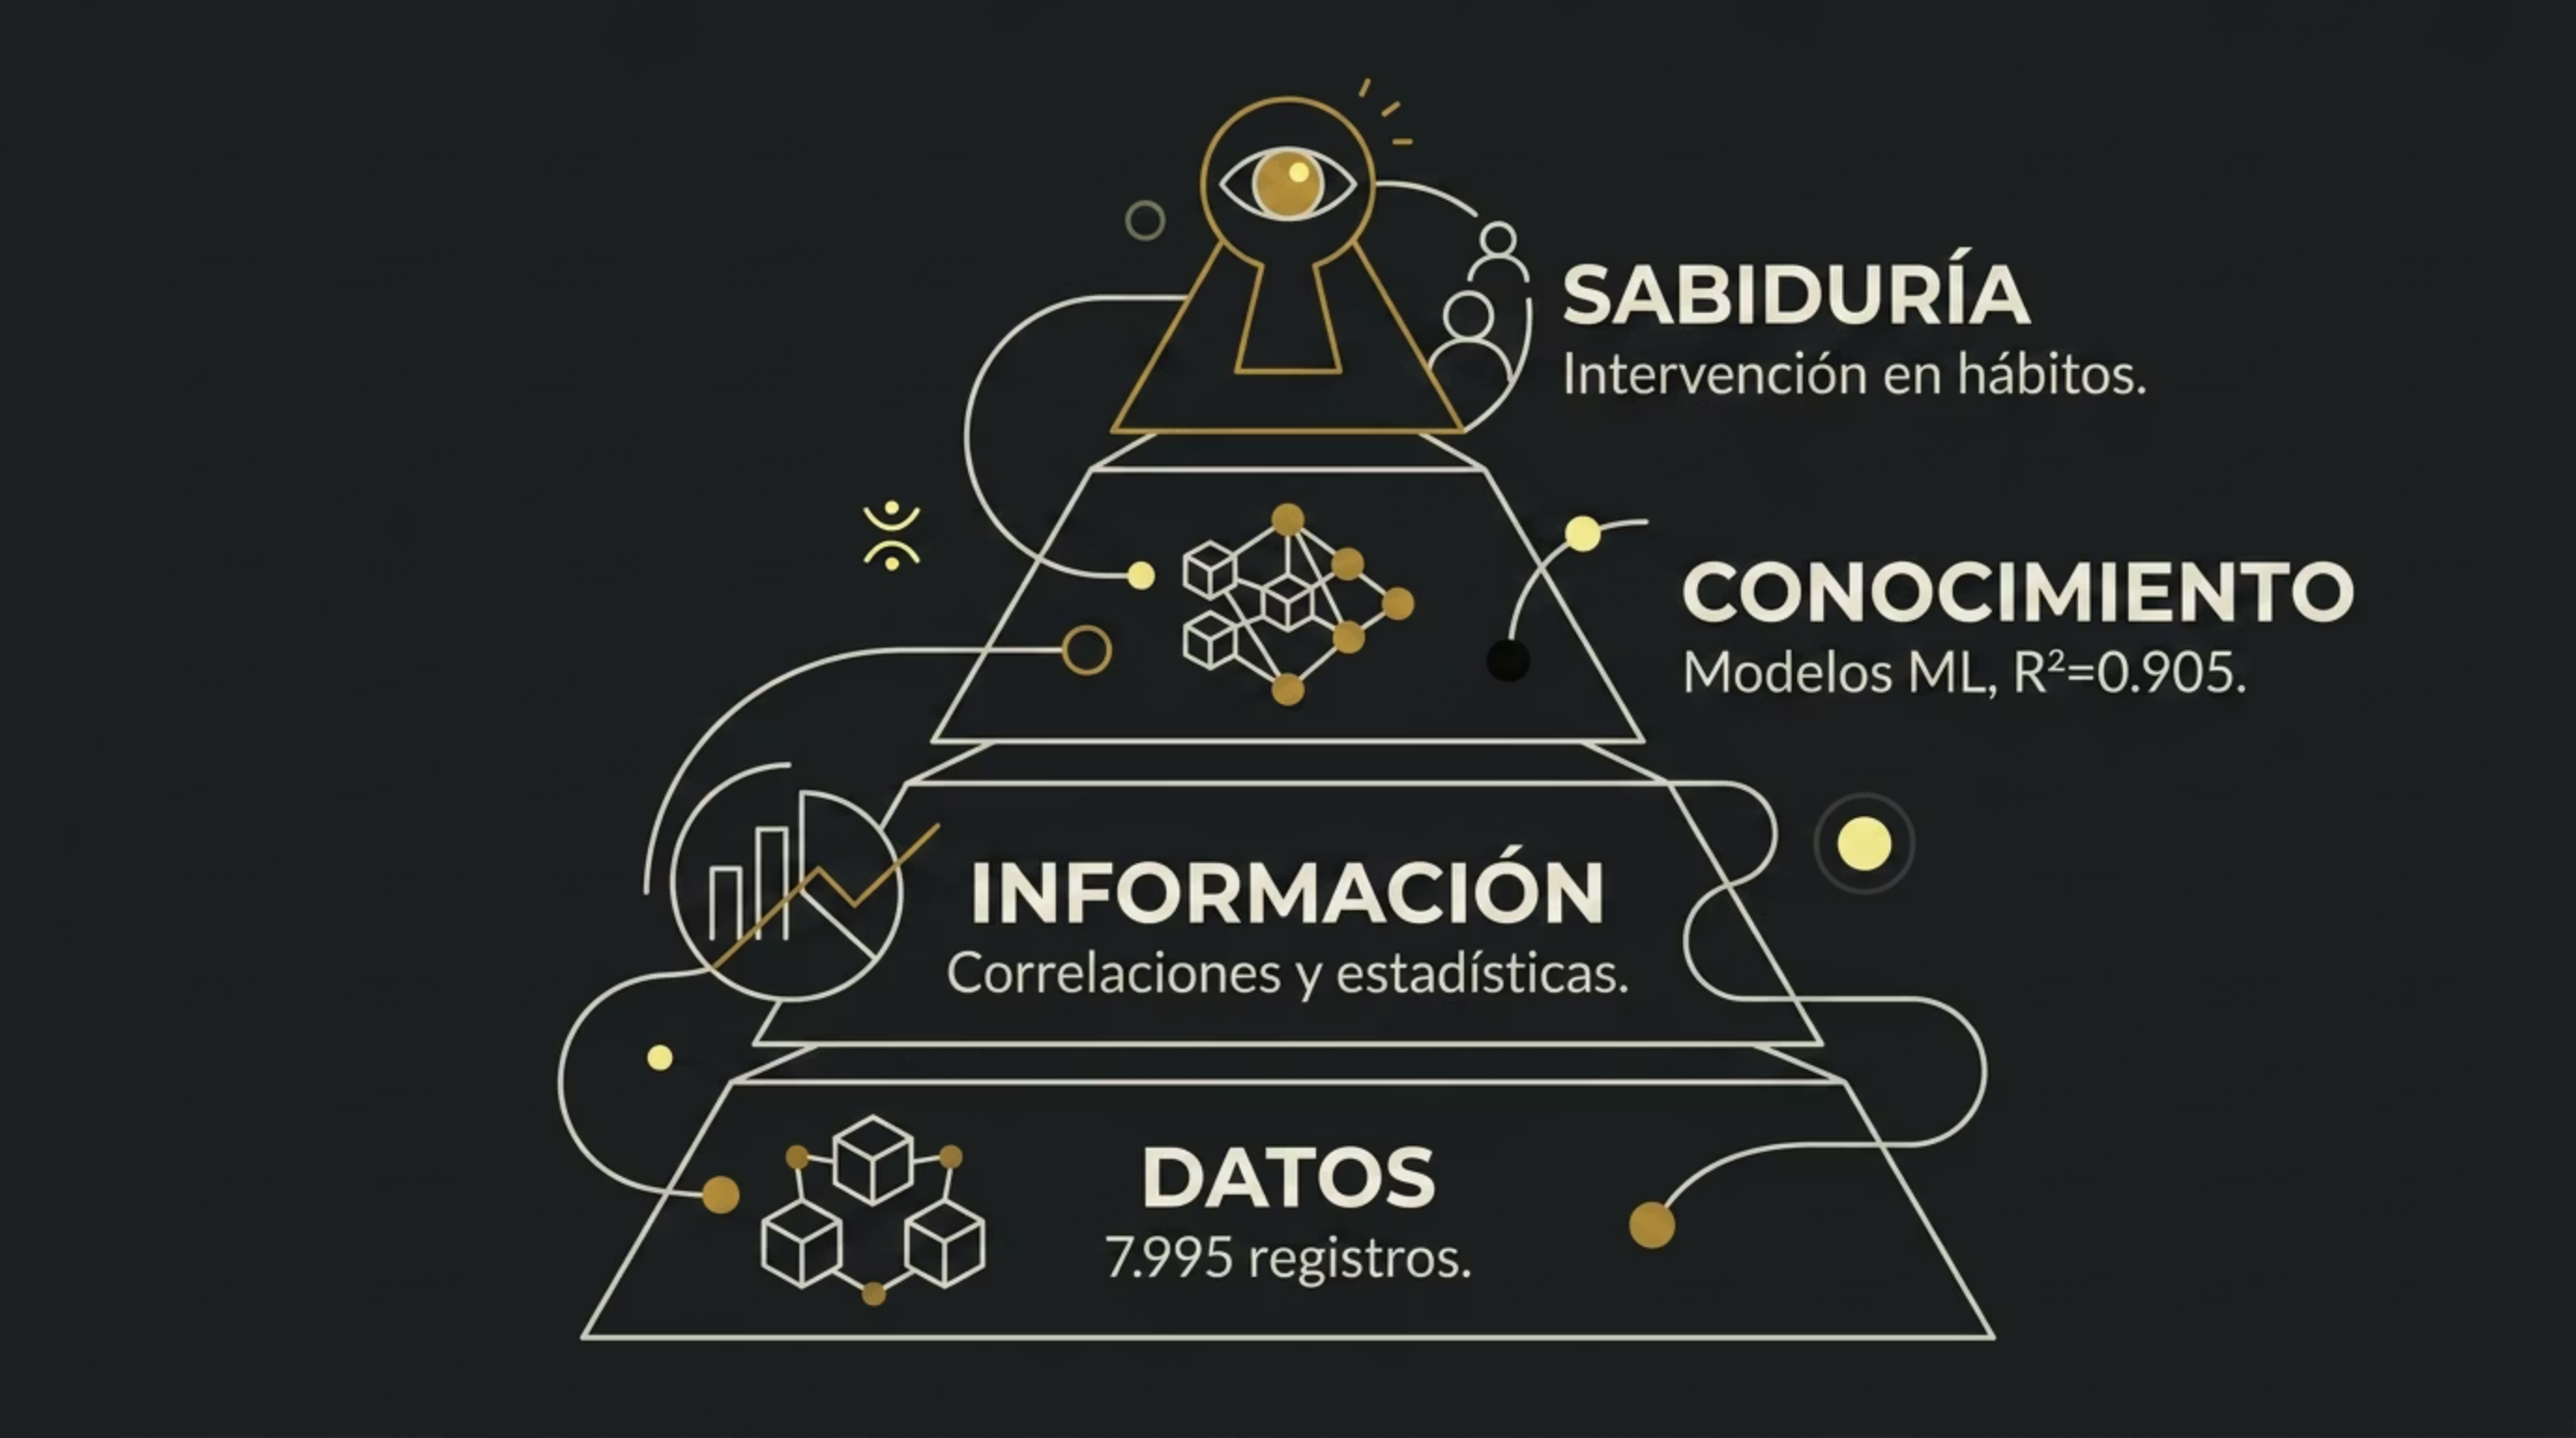 SABIDURÍA
Intervención en hábitos.
CONOCIMIENTO
Modelos ML, R²=0.905.
INFORMACIÓN
Correlaciones y estadísticas.
DATOS
7.995 registros.